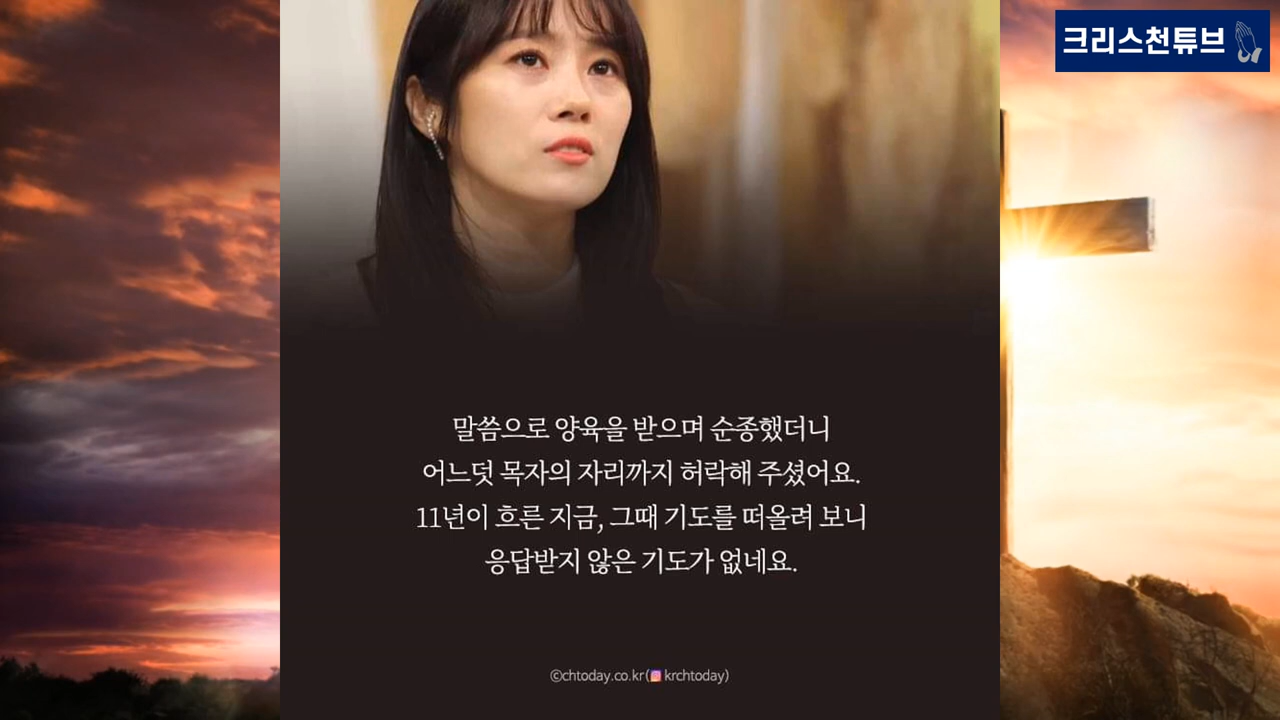 크리스천튜브
말씀으로 양육을 받으며 순종했더니
어느덧 목자의 자리까지 허락해 주셨어요.
11년이 흐른 지금, 그때 기도를 떠올려 보니
응답받지 않은 기도가 없네요.
©chtoday.co.kr(krchtoday)